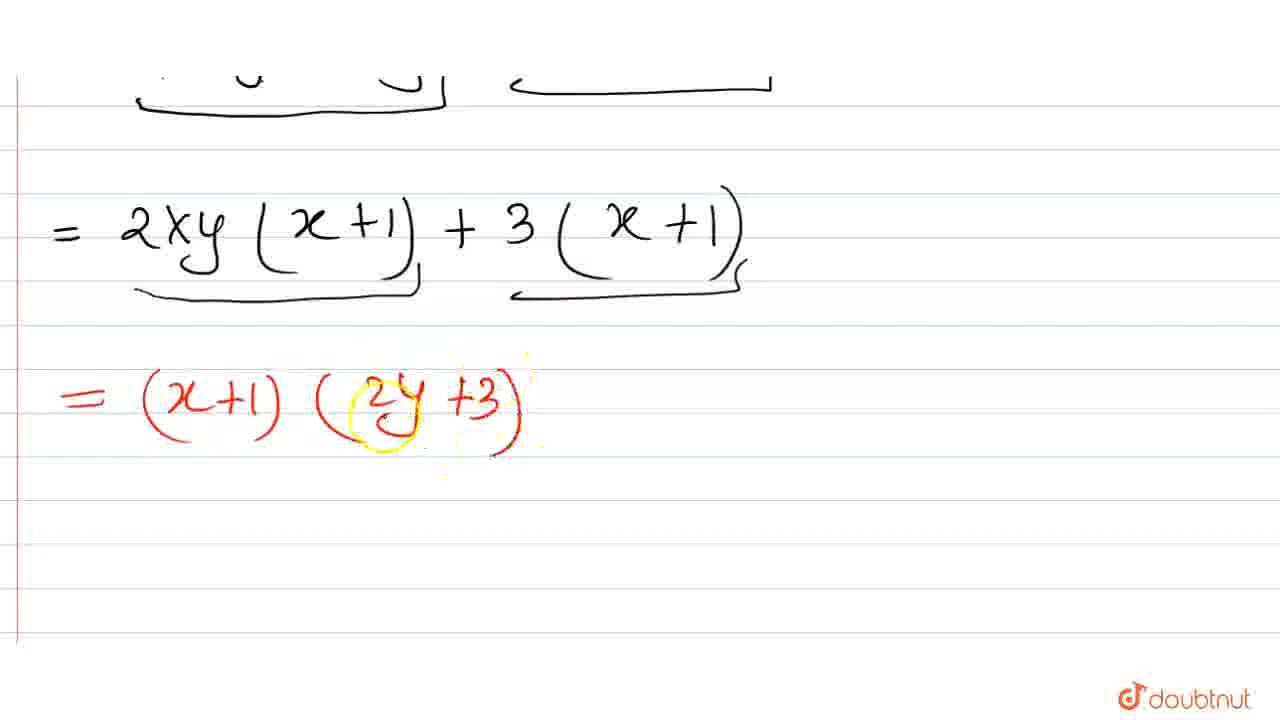 = 2xy (x+1) + 3 (x+1)
= (x+1) (2y+3)
doubtnut